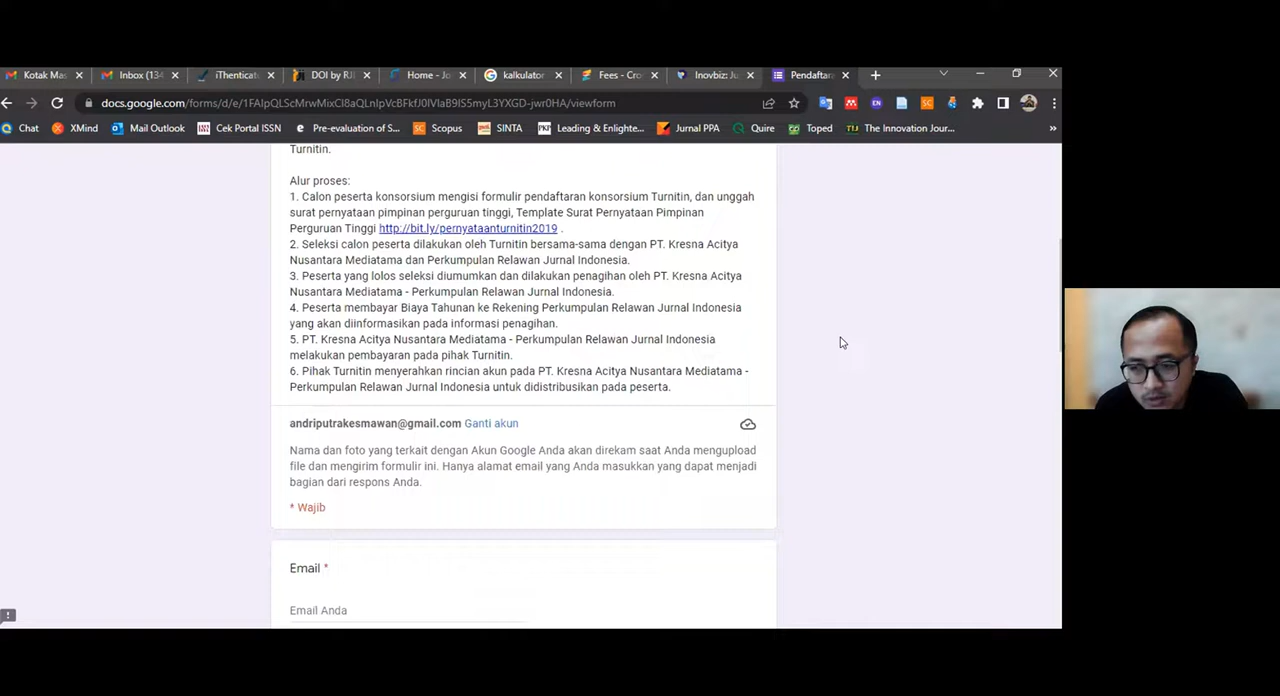 Kotak Mas
Inbox (134
iThenticate
DOI by RJI
Home - Jo
kalkulator
Fees - Cro
Inovbiz: Ju
Pendaftara
docs.google.com/forms/d/e/
/viewform
Chat
XMind
Mail Outlook
Cek Portal ISSN
Pre-evaluation of S...
Scopus
SINTA
Leading & Enlighte...
Jurnal PPA
Quire
Toped
The Innovation Jour...
Turnitin.
Alur proses:
1. Calon peserta konsorsium mengisi formulir pendaftaran konsorsium Turnitin, dan unggah
surat pernyataan pimpinan perguruan tinggi, Template Surat Pernyataan Pimpinan
Perguruan Tinggi http://bit.ly/pernyataanturnitin2019 .
2. Seleksi calon peserta dilakukan oleh Turnitin bersama-sama dengan PT. Kresna Acitya
Nusantara Mediatama dan Perkumpulan Relawan Jurnal Indonesia.
3. Peserta yang lolos seleksi diumumkan dan dilakukan penagihan oleh PT. Kresna Acitya
Nusantara Mediatama - Perkumpulan Relawan Jurnal Indonesia.
4. Peserta membayar Biaya Tahunan ke Rekening Perkumpulan Relawan Jurnal Indonesia
yang akan diinformasikan pada informasi penagihan.
5. PT. Kresna Acitya Nusantara Mediatama - Perkumpulan Relawan Jurnal Indonesia
melakukan pembayaran pada pihak Turnitin.
6. Pihak Turnitin menyerahkan rincian akun pada PT. Kresna Acitya Nusantara Mediatama -
Perkumpulan Relawan Jurnal Indonesia untuk didistribusikan pada peserta.
andriputrakesmawan@gmail.com Ganti akun
Nama dan foto yang terkait dengan Akun Google Anda akan direkam saat Anda mengupload
file dan mengirim formulir ini. Hanya alamat email yang Anda masukkan yang dapat menjadi
bagian dari respons Anda.
* Wajib
Email *
Email Anda